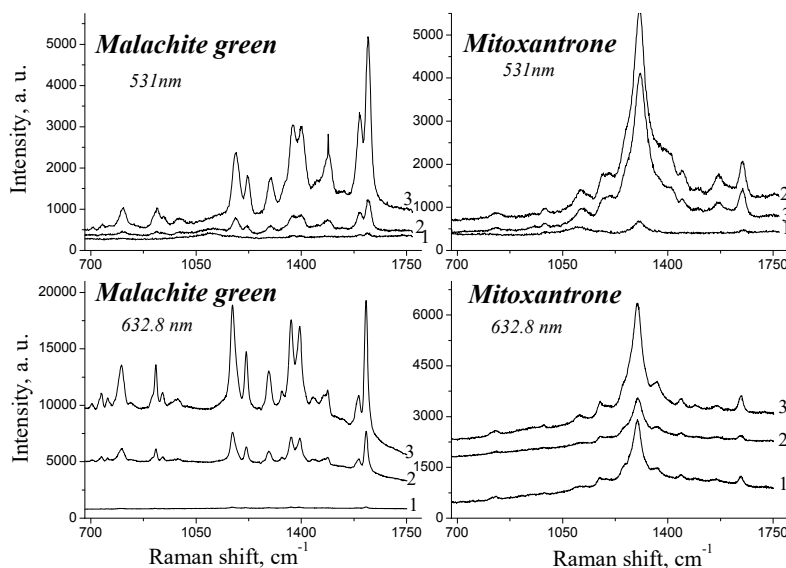 Malachite green
531nm
Intensity, a. u.
5000
4000
3000
2000
1000
0
3
2
1
700 1050 1400 1750
Mitoxantrone
531nm
5000
4000
3000
2000
1000
0
2
3
1
700 1050 1400 1750
Malachite green
632.8 nm
Intensity, a. u.
20000
15000
10000
5000
0
3
2
1
700 1050 1400 1750
Raman shift, cm-1
Mitoxantrone
632.8 nm
6000
4500
3000
1500
0
3
2
1
700 1050 1400 1750
Raman shift, cm-1